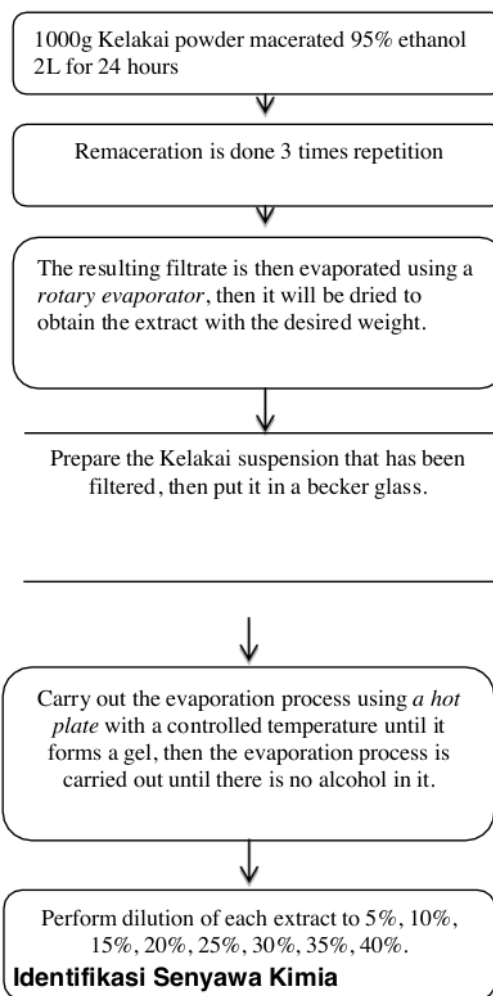 1000g Kelakai powder macerated 95% ethanol
2L for 24 hours
Remaceration is done 3 times repetition
The resulting filtrate is then evaporated using a
rotary evaporator, then it will be dried to
obtain the extract with the desired weight.
Prepare the Kelakai suspension that has been
filtered, then put it in a becker glass.
Carry out the evaporation process using a hot
plate with a controlled temperature until it
forms a gel, then the evaporation process is
carried out until there is no alcohol in it.
Perform dilution of each extract to 5%, 10%,
15%, 20%, 25%, 30%, 35%, 40%.
Identifikasi Senyawa Kimia